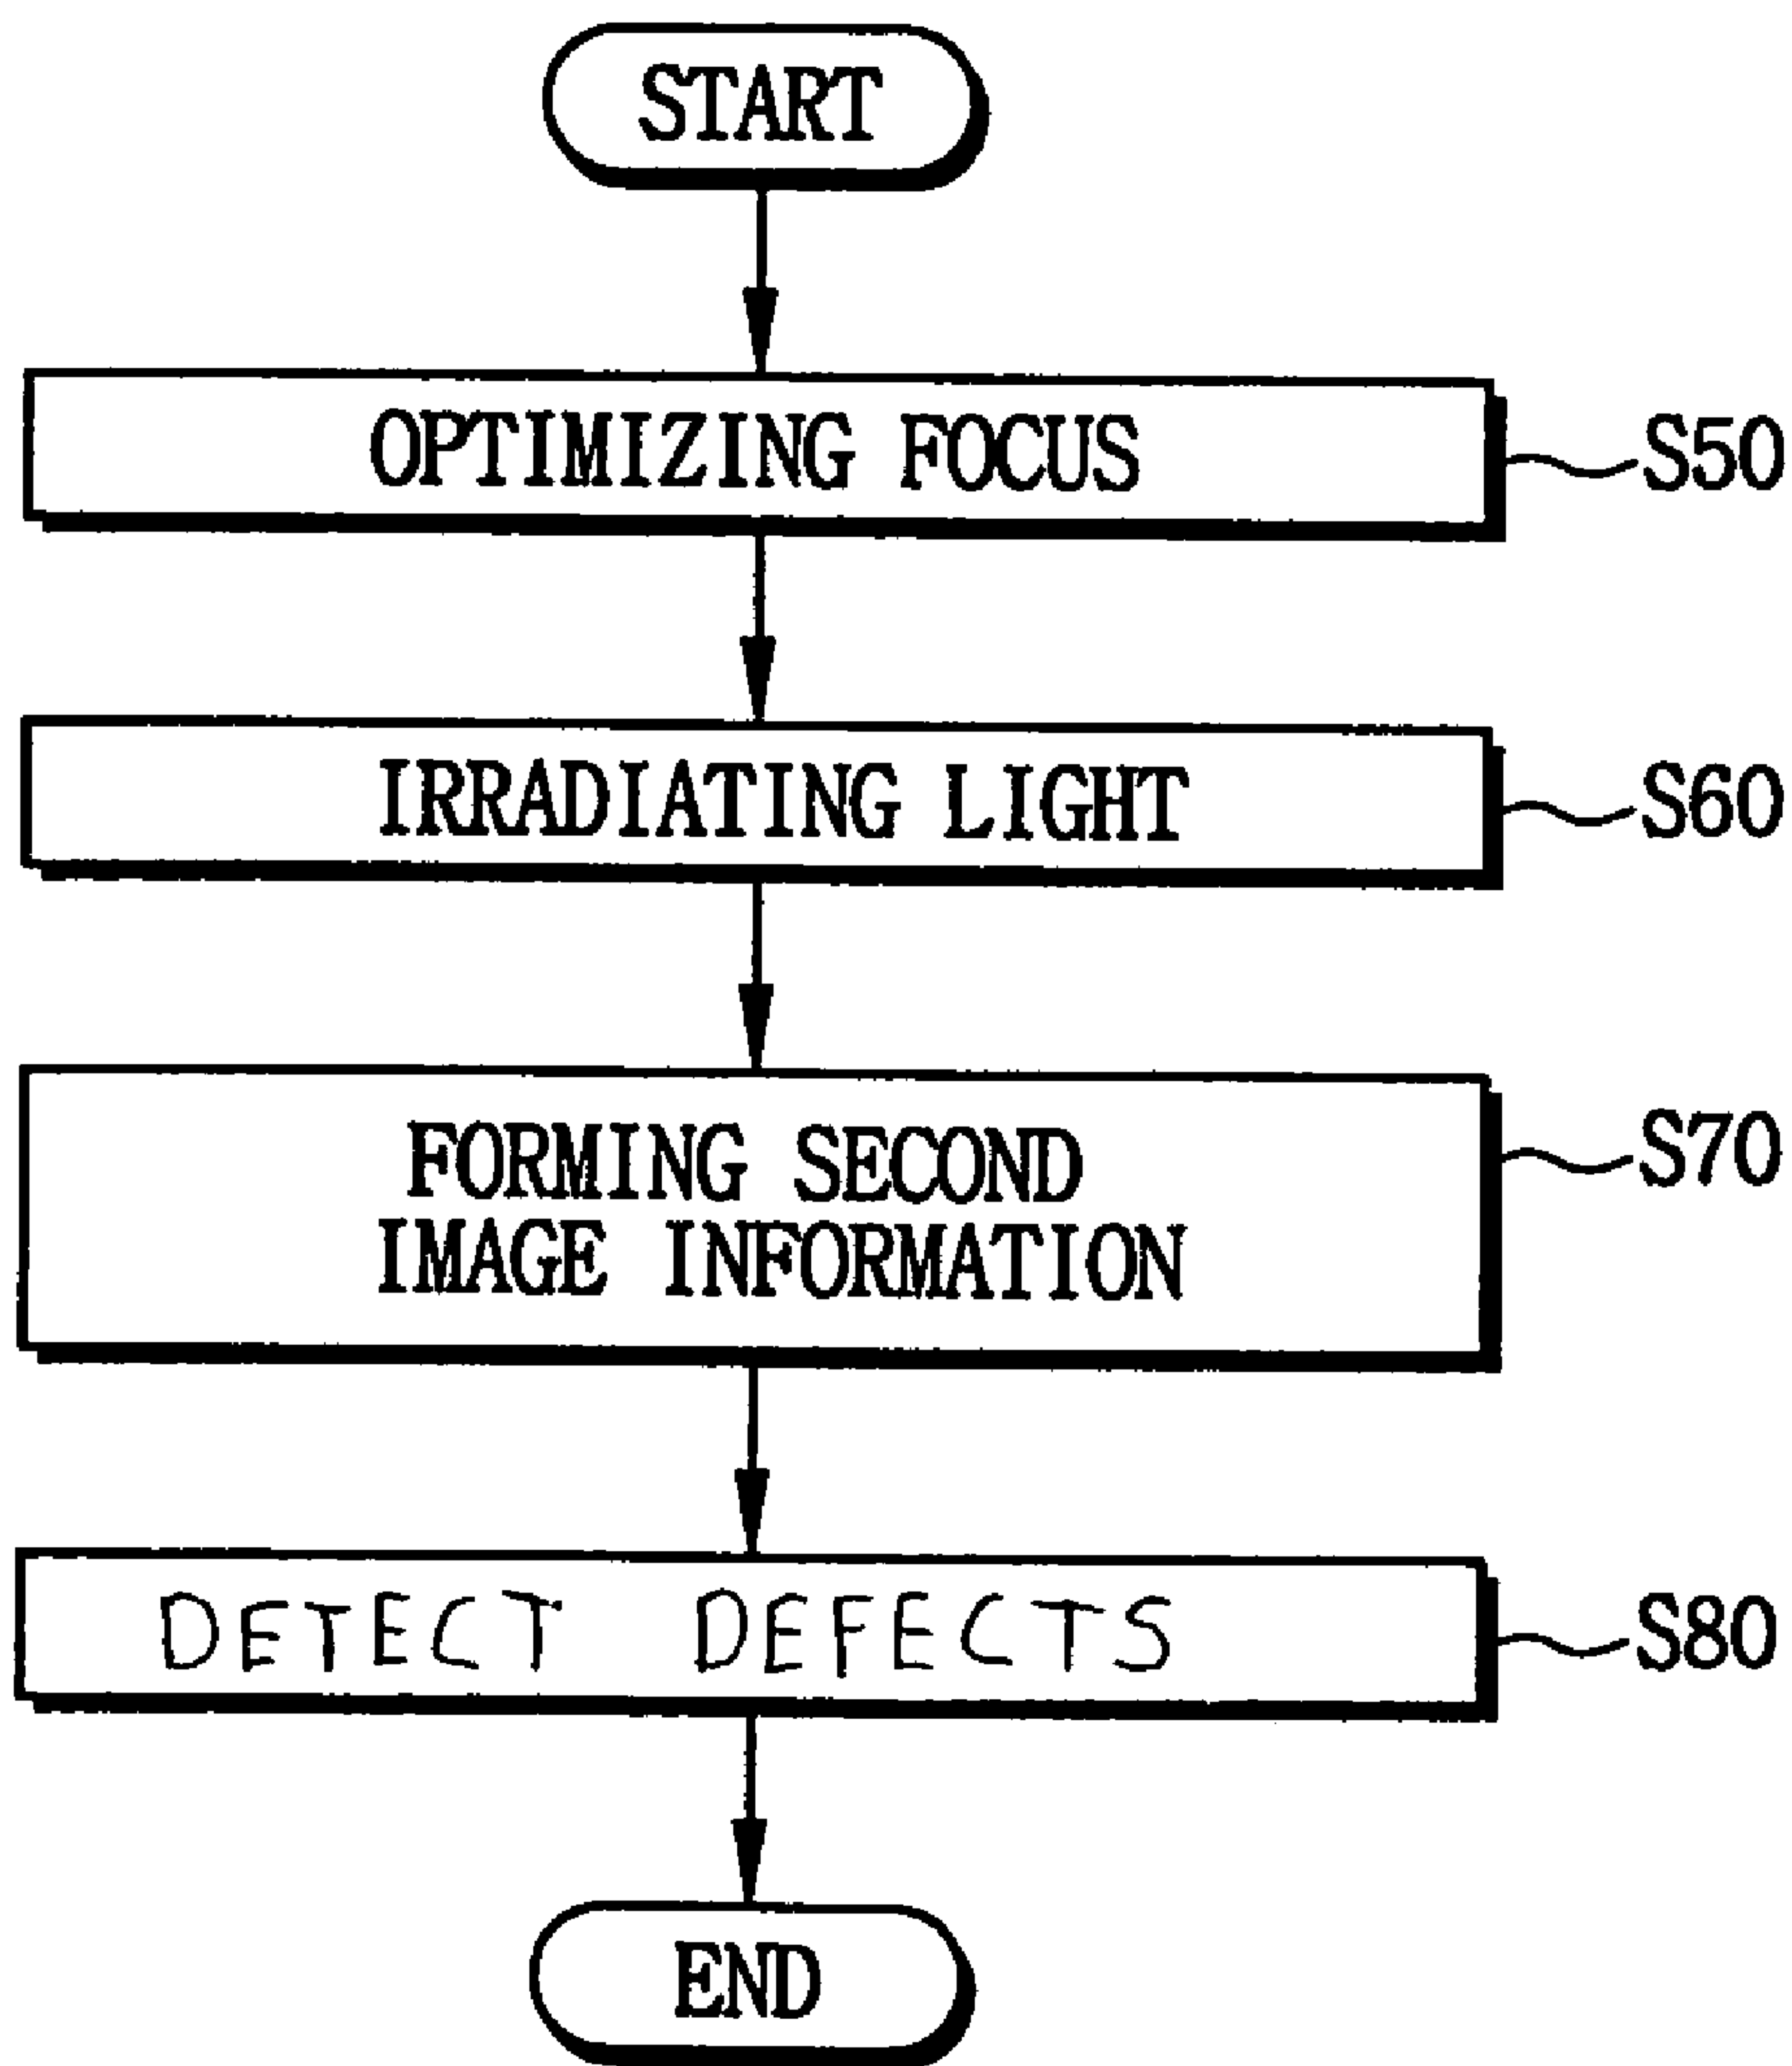 START
OPTIMIZING FOCUS
S50
IRRADIATING LIGHT
S60
FORMING SECOND
IMAGE INFORMATION
S70
DETECT DEFECTS
S80
END